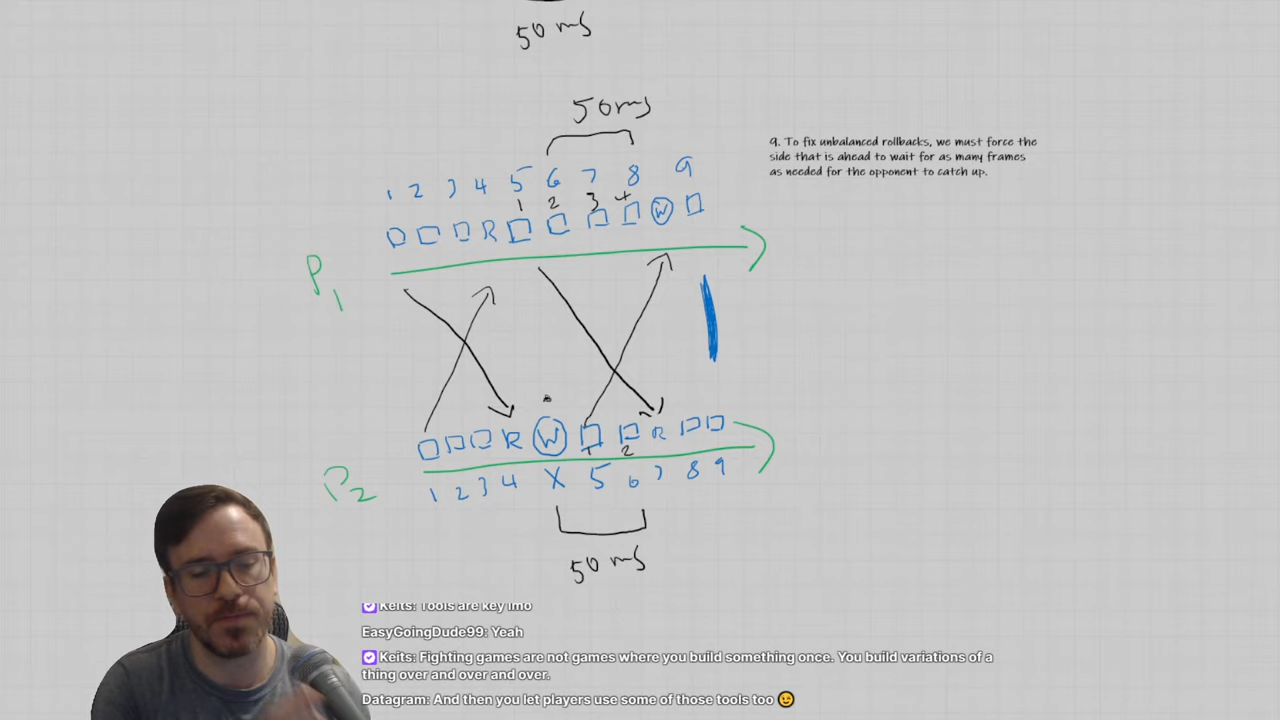 50 ms
50ms
9. To fix unbalanced rollbacks, we must force the
side that is ahead to wait for as many frames
as needed for the opponent to catch up.
1 2 3 4 5 6 7 8 9
1 2 3 4
R W
P1
R W R
1 2
P2
1 2 3 4 X 5 6 7 8 9
50 ms
Keits: Tools are key imo
EasyGoingDude99: Yeah
Keits: Fighting games are not games where you build something once. You build variations of a
thing over and over and over.
Datagram: And then you let players use some of those tools too 😉